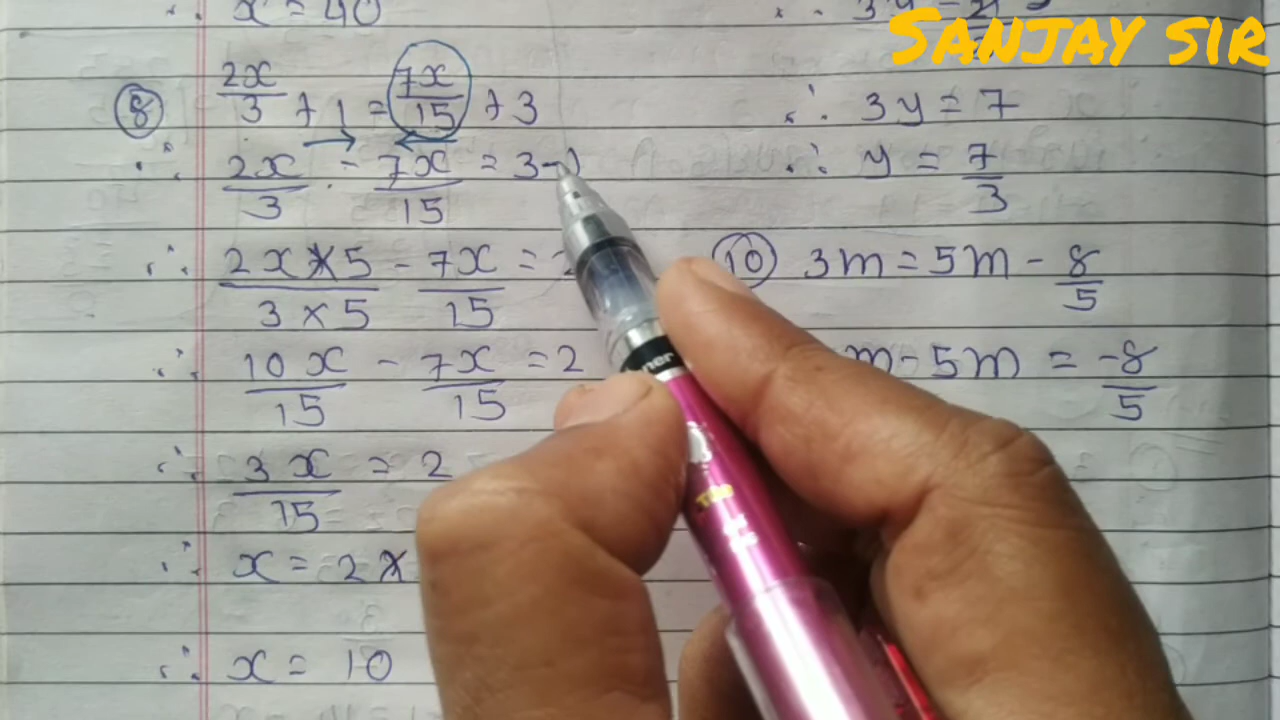 ∴ x = 40
⑧ 2x/3 + 1 = 7x/15 + 3
∴ 2x/3 - 7x/15 = 3-1
∴ 2x×5/3×5 - 7x/15 = 2
∴ 10x/15 - 7x/15 = 2
∴ 3x/15 = 2
∴ x = 2×
∴ x = 10
SANJAY SIR
∴ 3y = 7
∴ y = 7/3
⑩ 3m = 5m - 8/5
m - 5m = -8/5